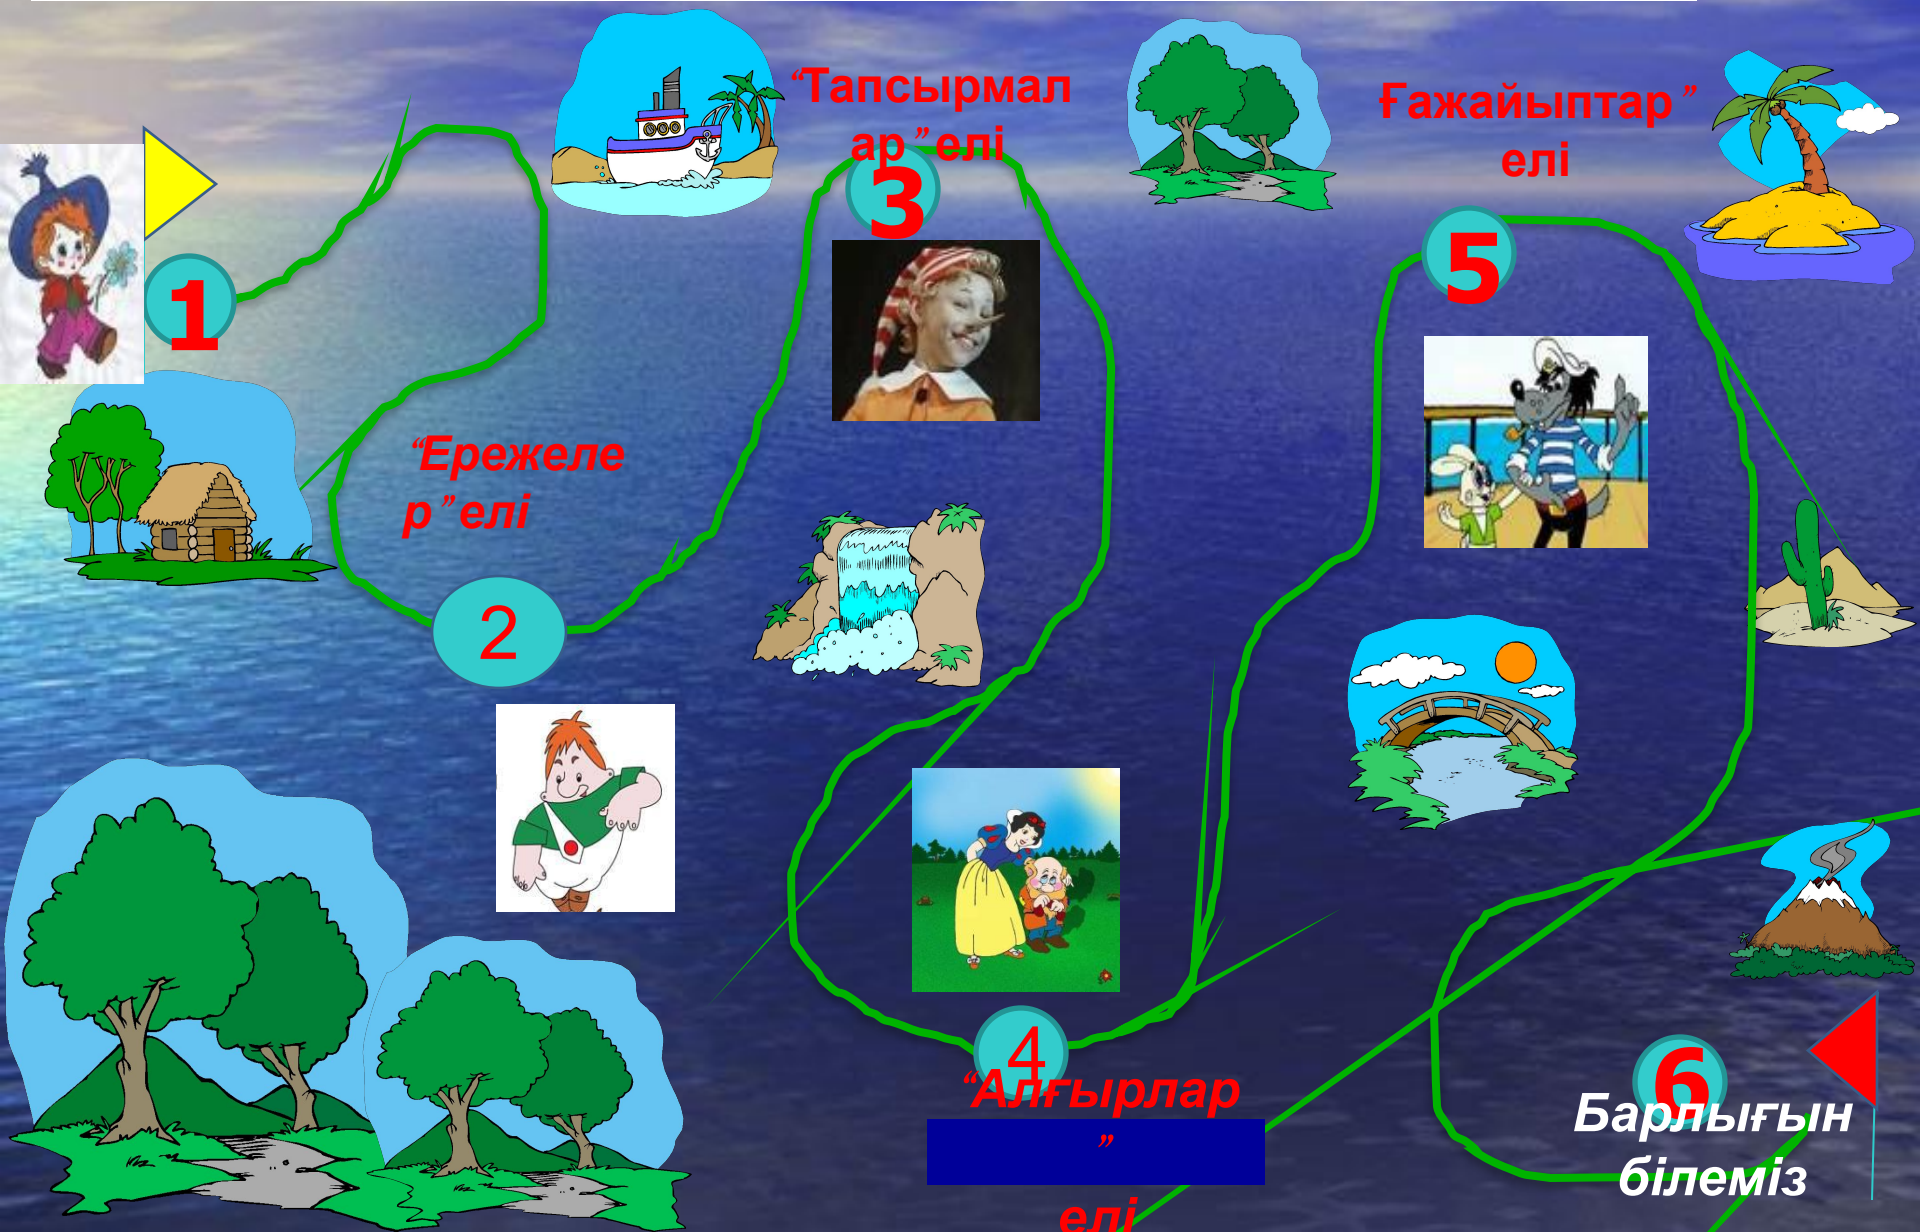 “Тапсырмал
ар” елі
3
Ғажайыптар”
елі
5
1
“Ережеле
р” елі
2
4
“Алғырлар
”
елі
6
Барлығын
білеміз